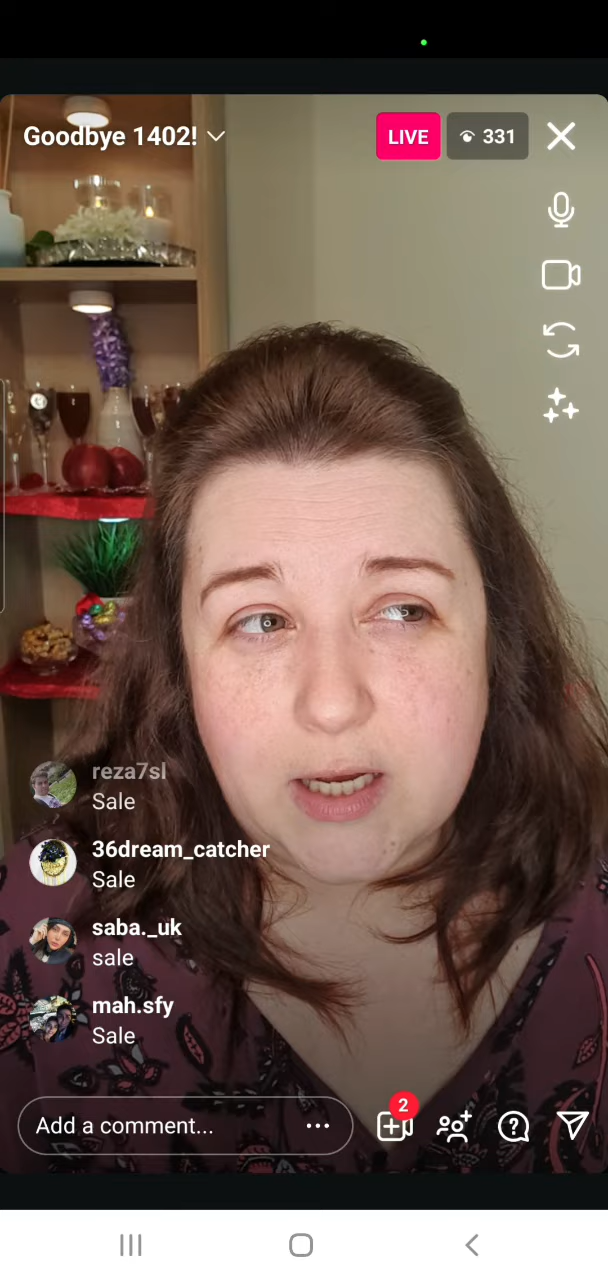 Goodbye 1402!
LIVE
331
reza7sl
Sale
36dream_catcher
Sale
saba._uk
sale
mah.sfy
Sale
2
Add a comment...